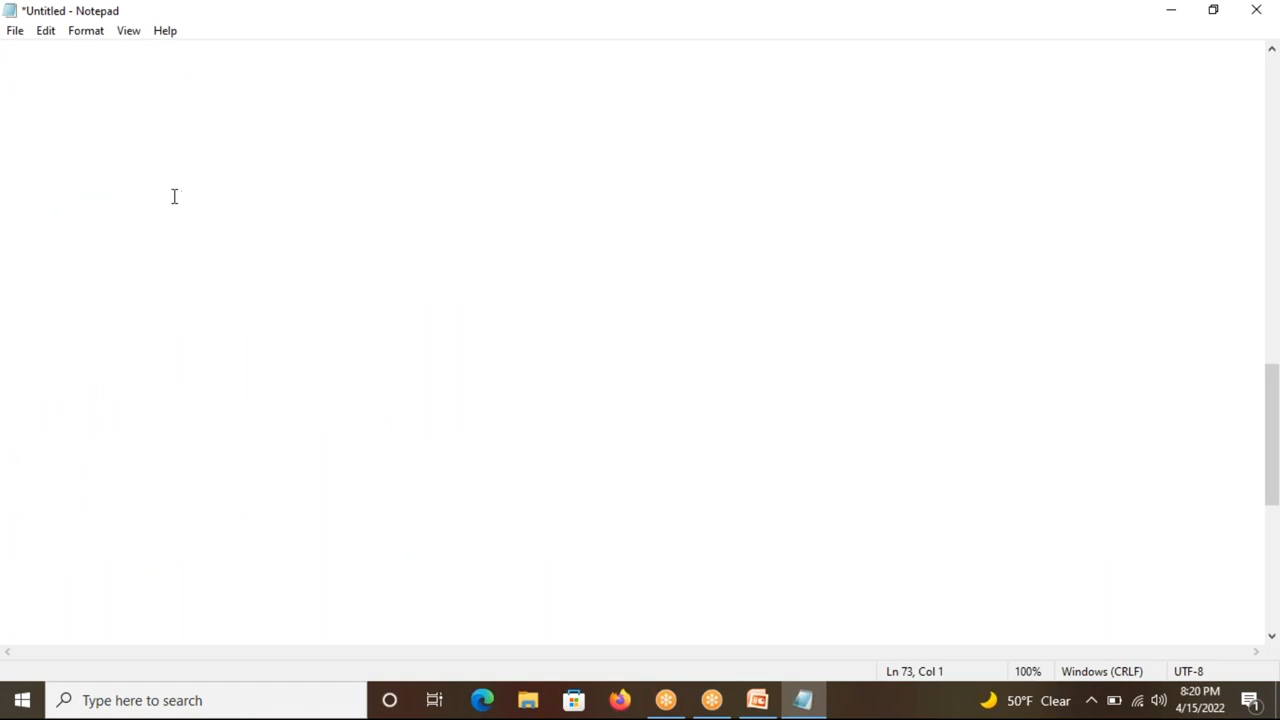 *Untitled - Notepad
File Edit Format View Help
Ln 73, Col 1 100% Windows (CRLF) UTF-8
Type here to search
50°F Clear
8:20 PM
4/15/2022
1